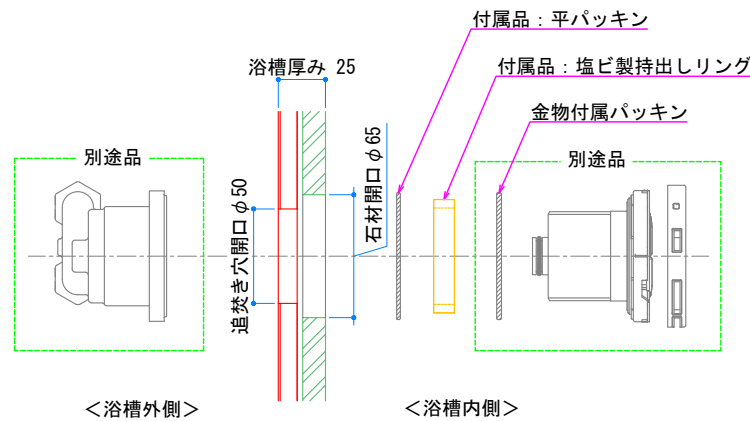 付属品：平パッキン
浴槽厚み 25
付属品：塩ビ製持出しリング
金物付属パッキン
別途品
別途品
追焚き穴開口φ50
石材開口φ65
＜浴槽外側＞
＜浴槽内側＞